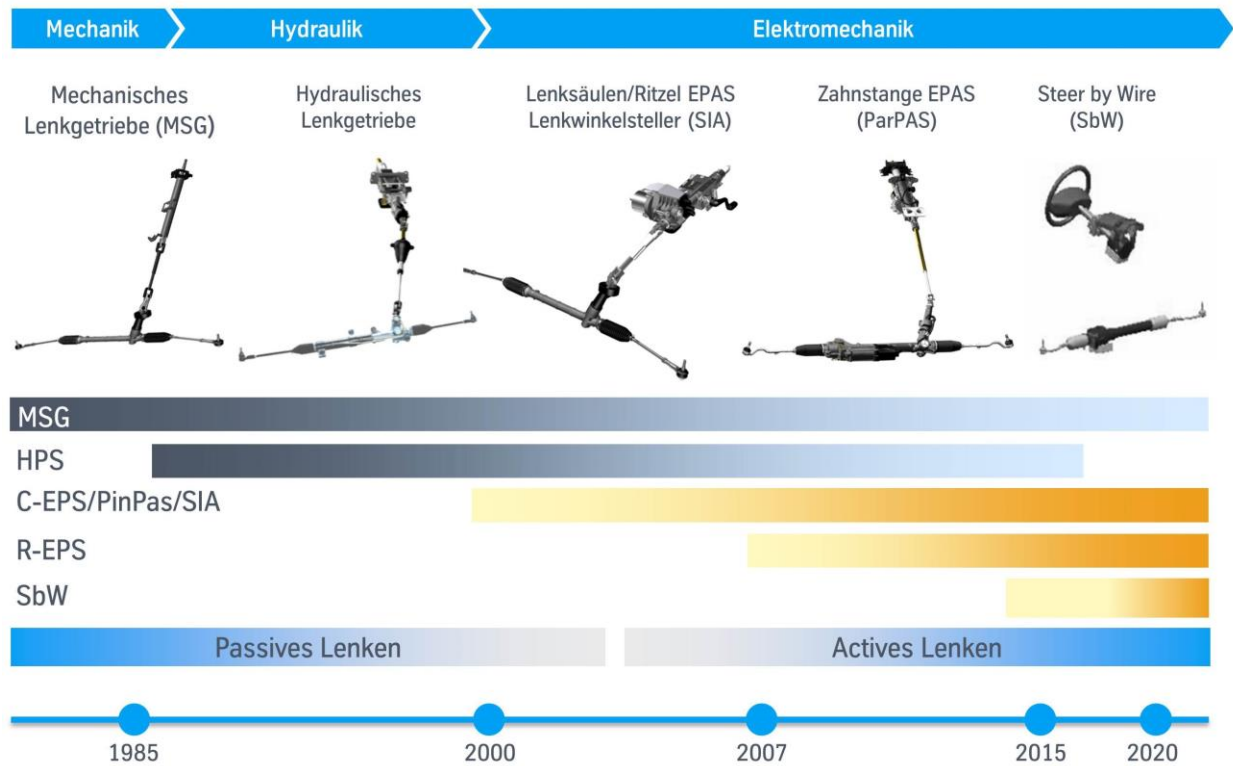 Mechanik
Hydraulik
Elektromechanik
Mechanisches
Lenkgetriebe (MSG)
Hydraulisches
Lenkgetriebe
Lenksäulen/Ritzel EPAS
Lenkwinkelsteller (SIA)
Zahnstange EPAS
(ParPAS)
Steer by Wire
(SbW)
MSG
HPS
C-EPS/PinPas/SIA
R-EPS
SbW
Passives Lenken
Actives Lenken
1985
2000
2007
2015
2020